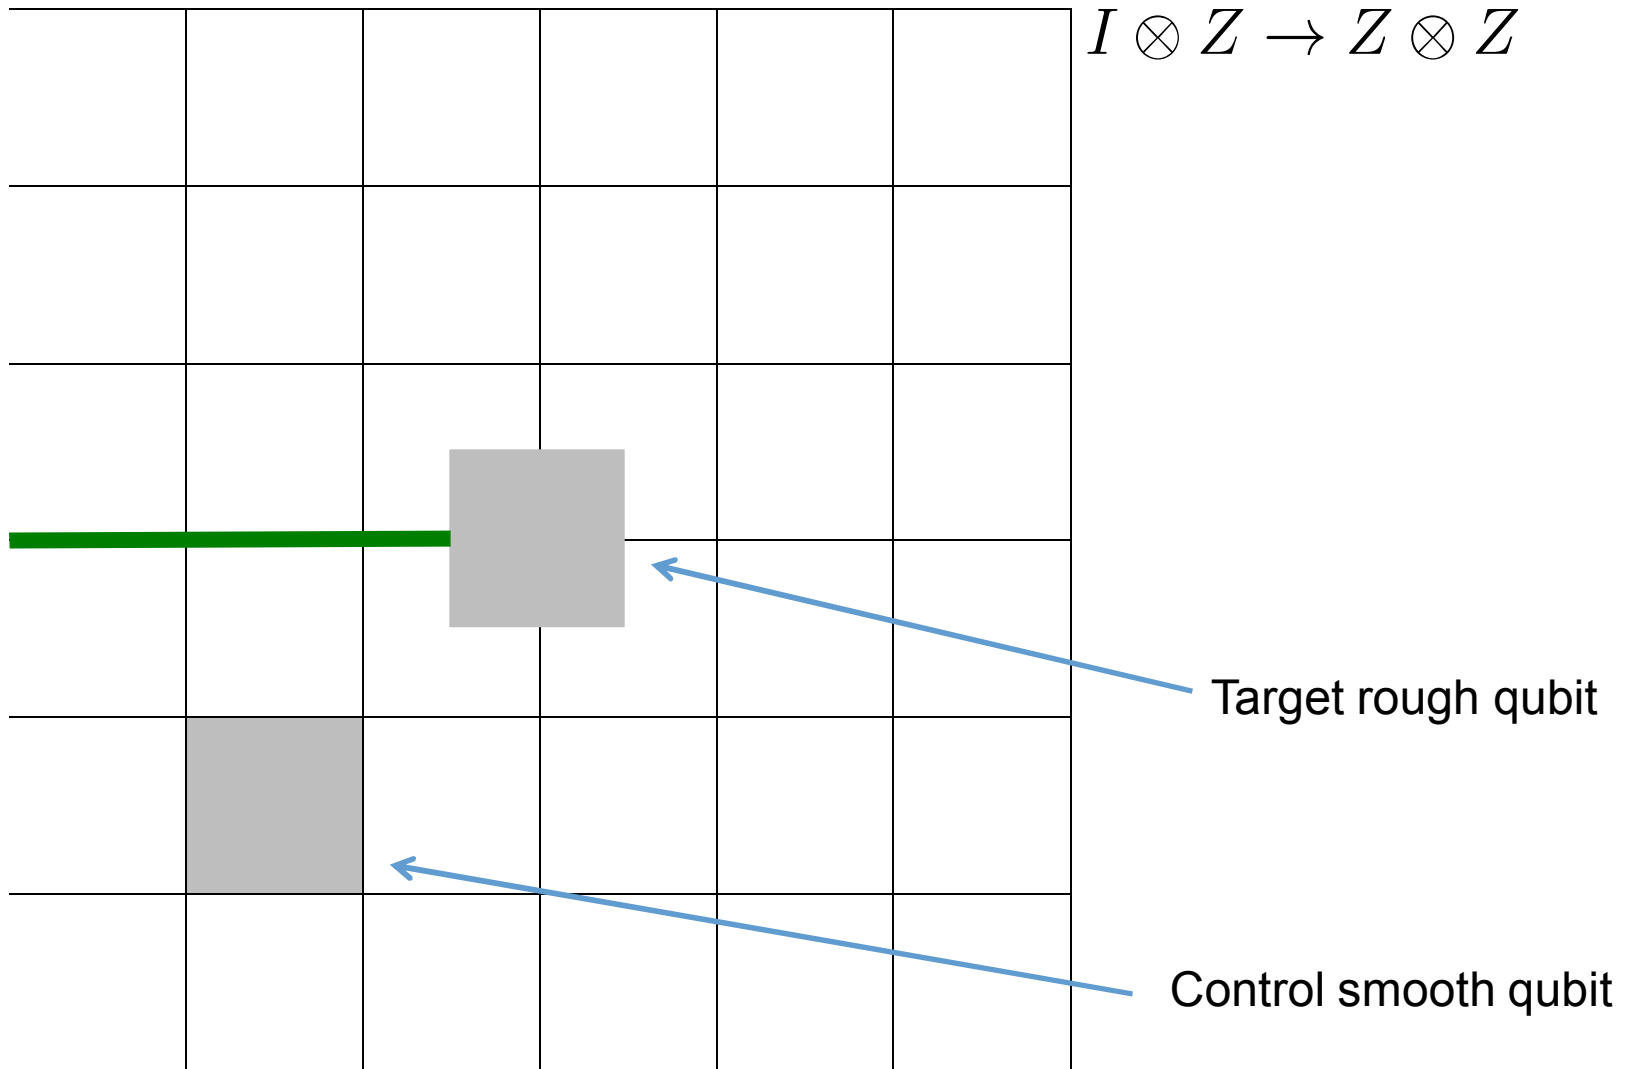 I ⊗ Z → Z ⊗ Z
Target rough qubit
Control smooth qubit